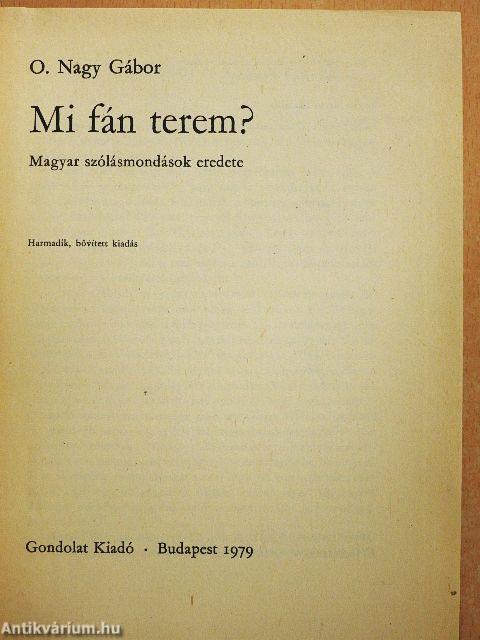 O. Nagy Gábor
Mi fán terem?
Magyar szólásmondások eredete
Harmadik, bővített kiadás
Gondolat Kiadó · Budapest 1979
Antikvárium.hu